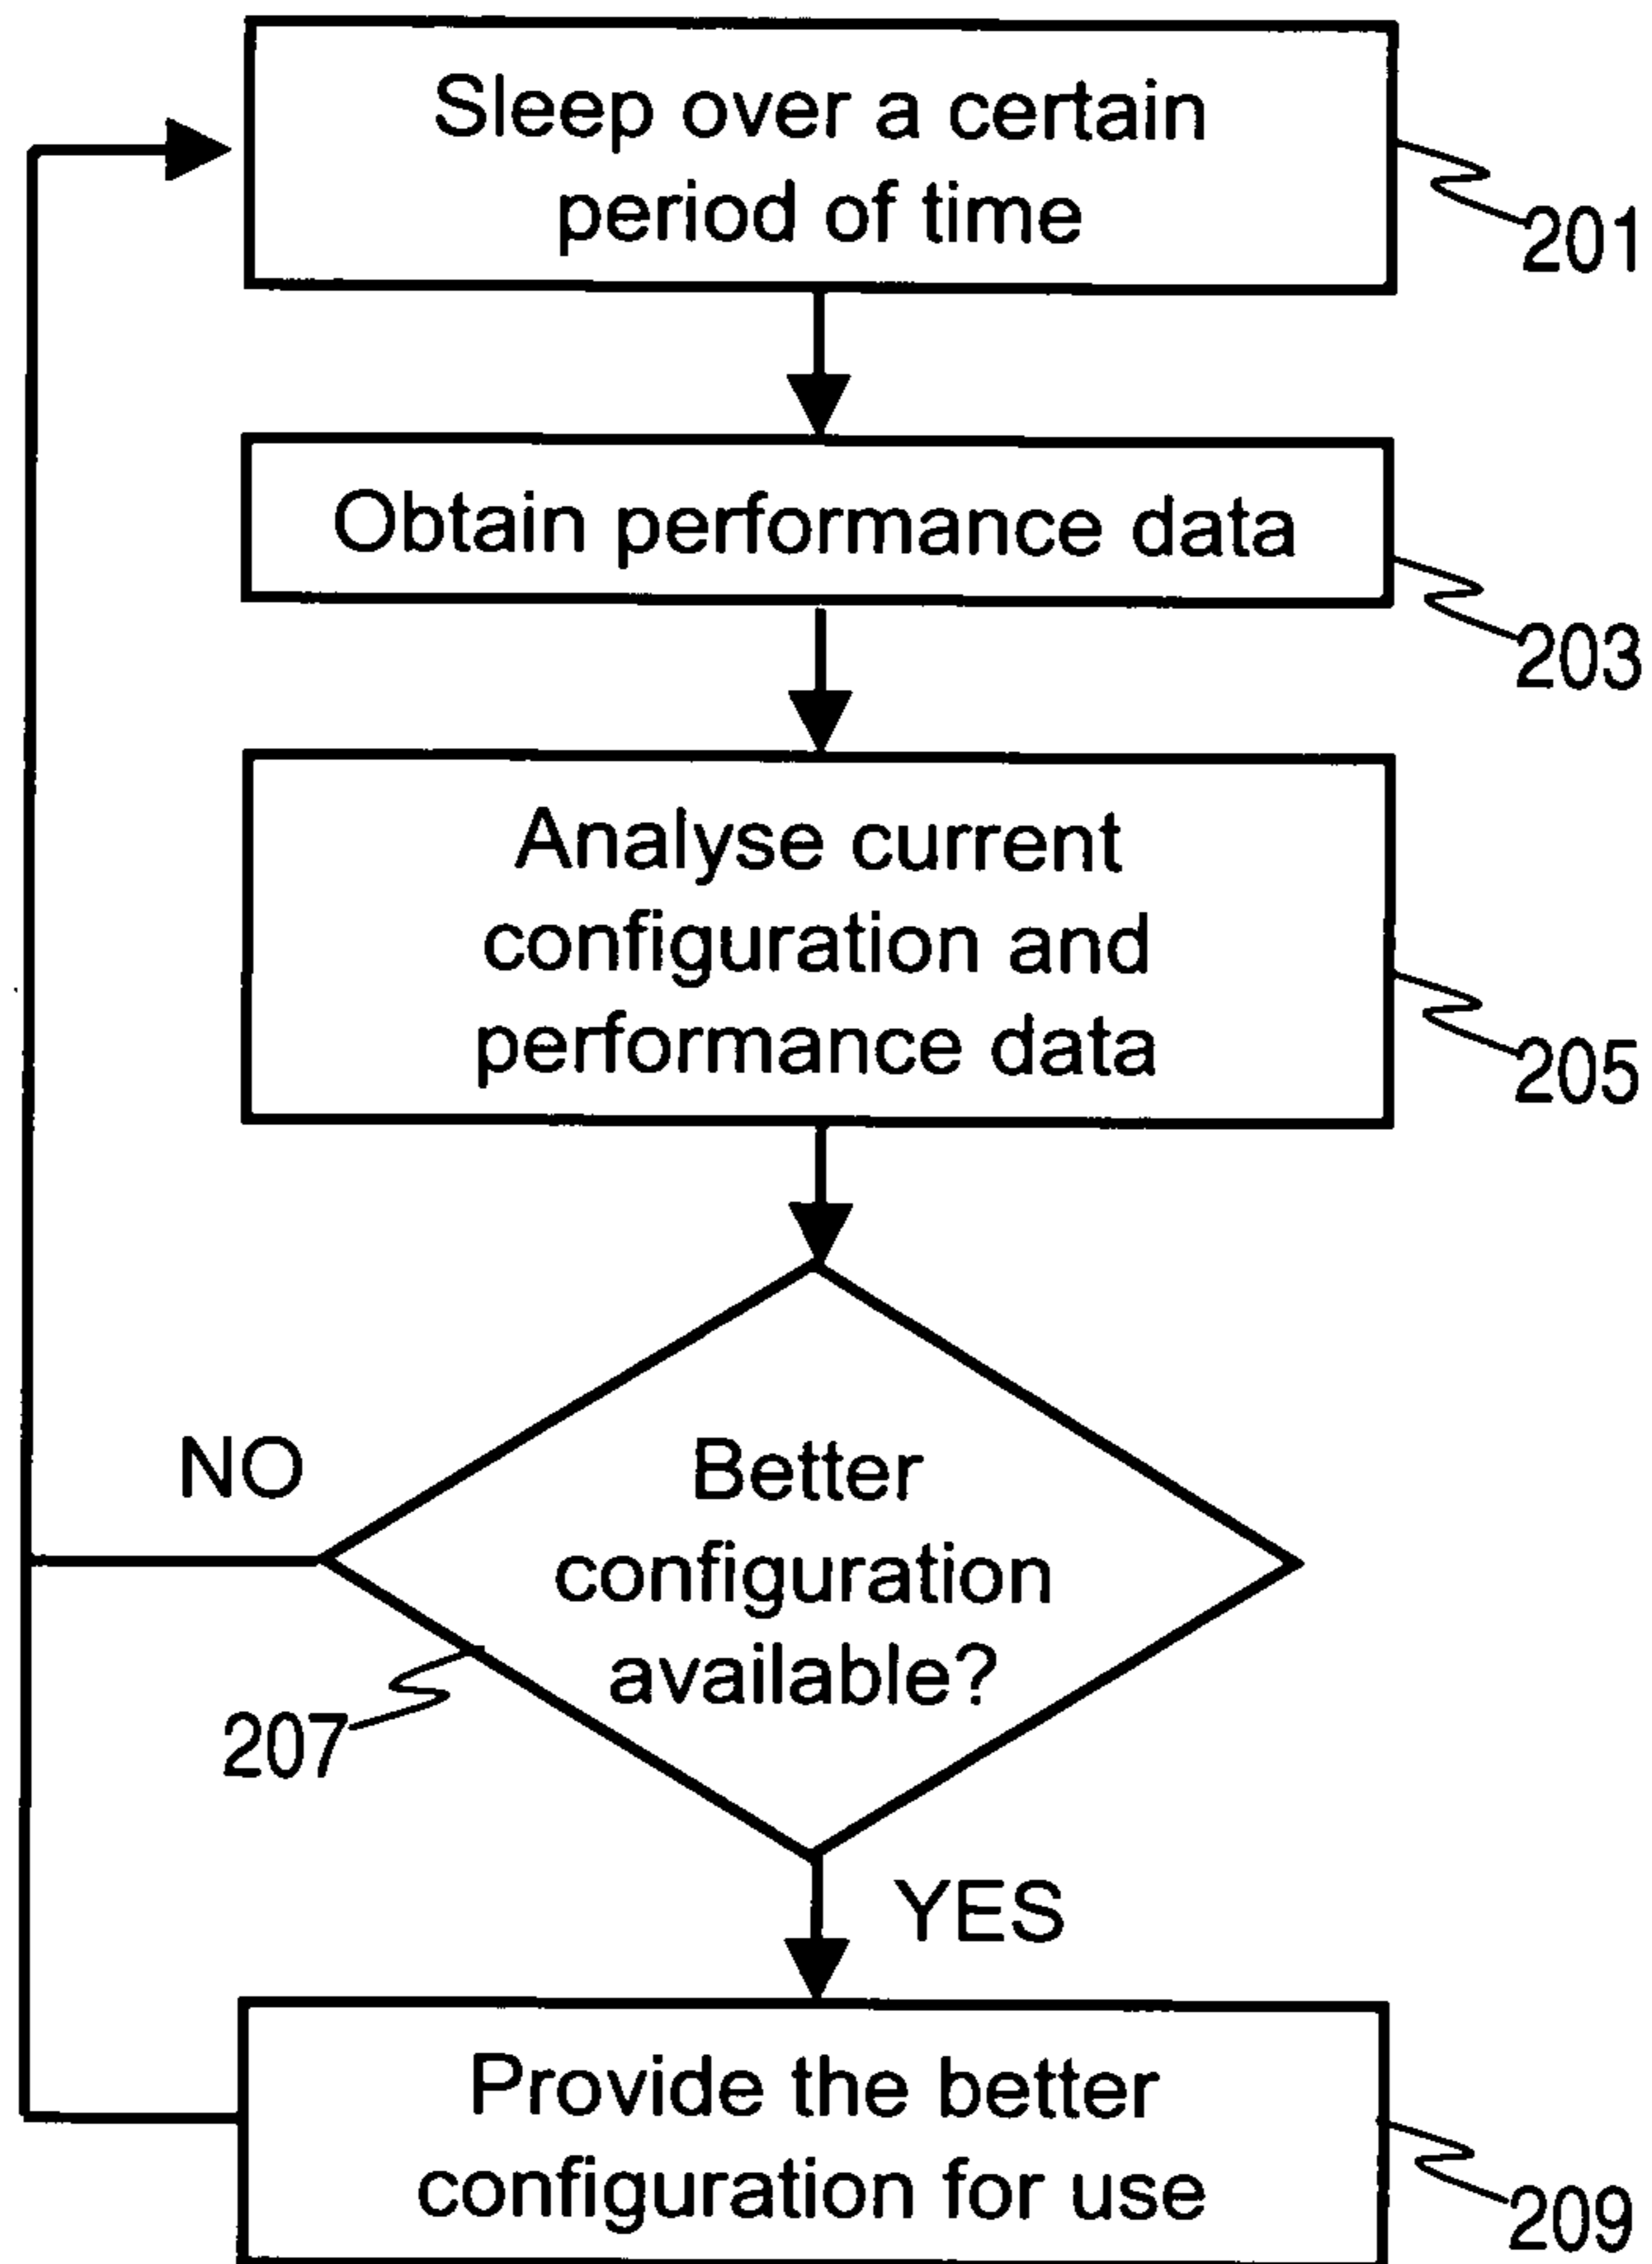 Sleep over a certain
period of time
201
Obtain performance data
203
Analyse current
configuration and
performance data
205
NO
Better
configuration
available?
207
YES
Provide the better
configuration for use
209